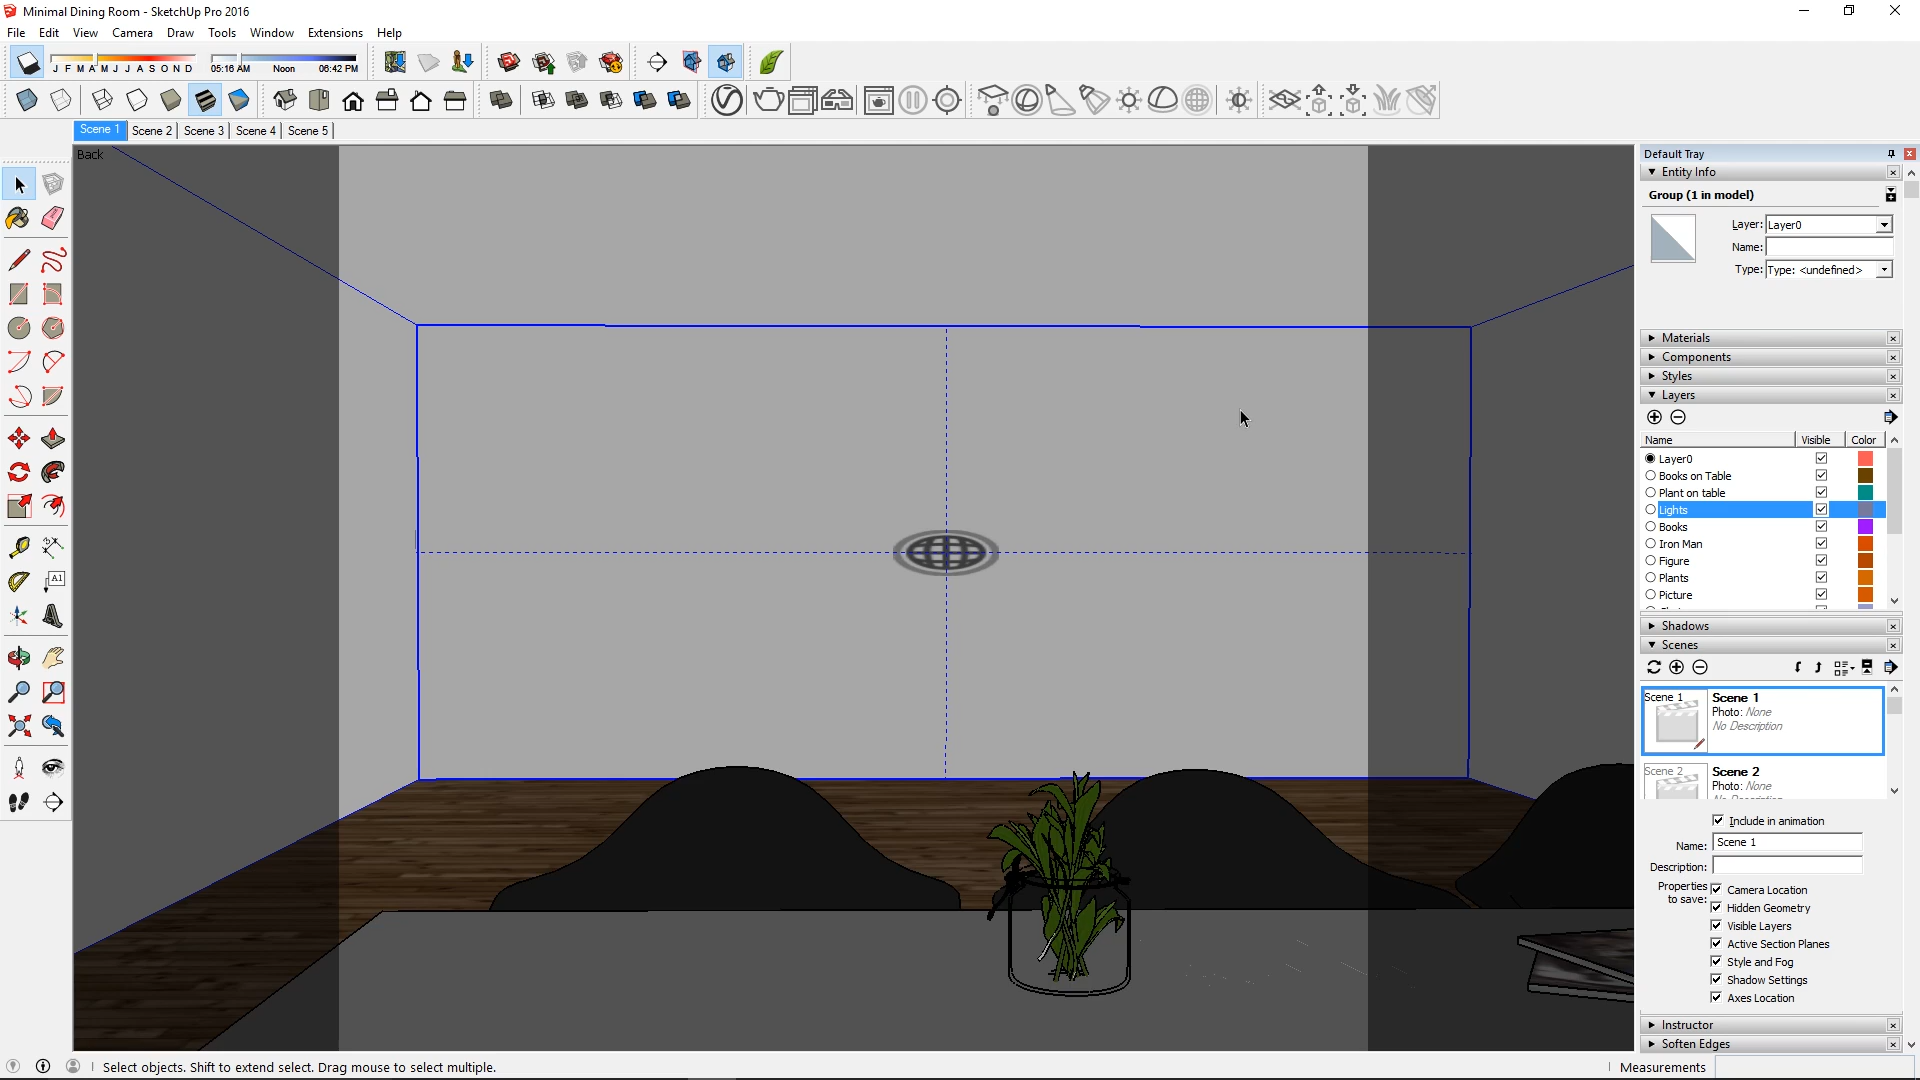 Minimal Dining Room - SketchUp Pro 2016
File Edit View Camera Draw Tools Window Extensions Help
J F M A M J J A S O N D 05:16 AM Noon 06:42 PM
Scene 1 Scene 2 Scene 3 Scene 4 Scene 5
Back
A1
Default Tray
Entity Info
Group (1 in model)
Layer: Layer0
Name:
Type: Type: <undefined>
Materials
Components
Styles
Layers
Name Visible Color
Layer0
Books on Table
Plant on table
Lights
Books
Iron Man
Figure
Plants
Picture
Shadows
Scenes
Scene 1 Scene 1
Photo: None
No Description
Scene 2 Scene 2
Photo: None
Include in animation
Name: Scene 1
Description:
Properties to save:
Camera Location
Hidden Geometry
Visible Layers
Active Section Planes
Style and Fog
Shadow Settings
Axes Location
Instructor
Soften Edges
Select objects. Shift to extend select. Drag mouse to select multiple.
Measurements